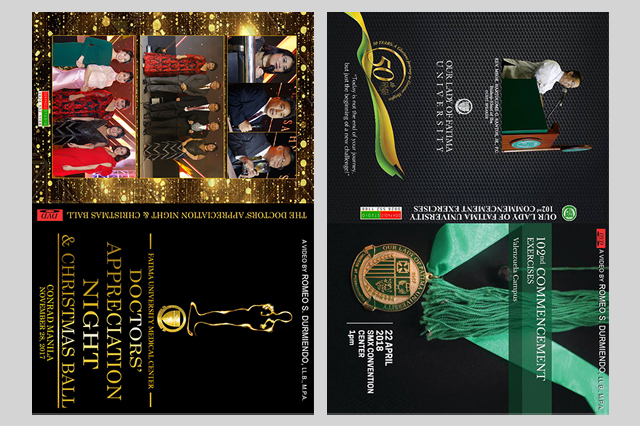 A VIDEO BY ROMEO S. DURMIENDO, LL.B., M.P.A.
FATIMA UNIVERSITY MEDICAL CENTER
DOCTORS'
APPRECIATION
NIGHT
& CHRISTMAS BALL
CONRAD MANILA
NOVEMBER 28, 2017
THE DOCTORS' APPRECIATION NIGHT & CHRISTMAS BALL
DVD
50
OUR LADY OF FATIMA
UNIVERSITY
"Today is not the end of your journey,
but just the beginning of a new challenge!"
OUR LADY OF FATIMA UNIVERSITY
102nd COMMENCEMENT EXERCISES
A VIDEO BY ROMEO S. DURMIENDO, LL.B., M.P.A.
102nd COMMENCEMENT
EXERCISES
Valenzuela Campus
22 APRIL
2018
SMX CONVENTION
CENTER
1pm